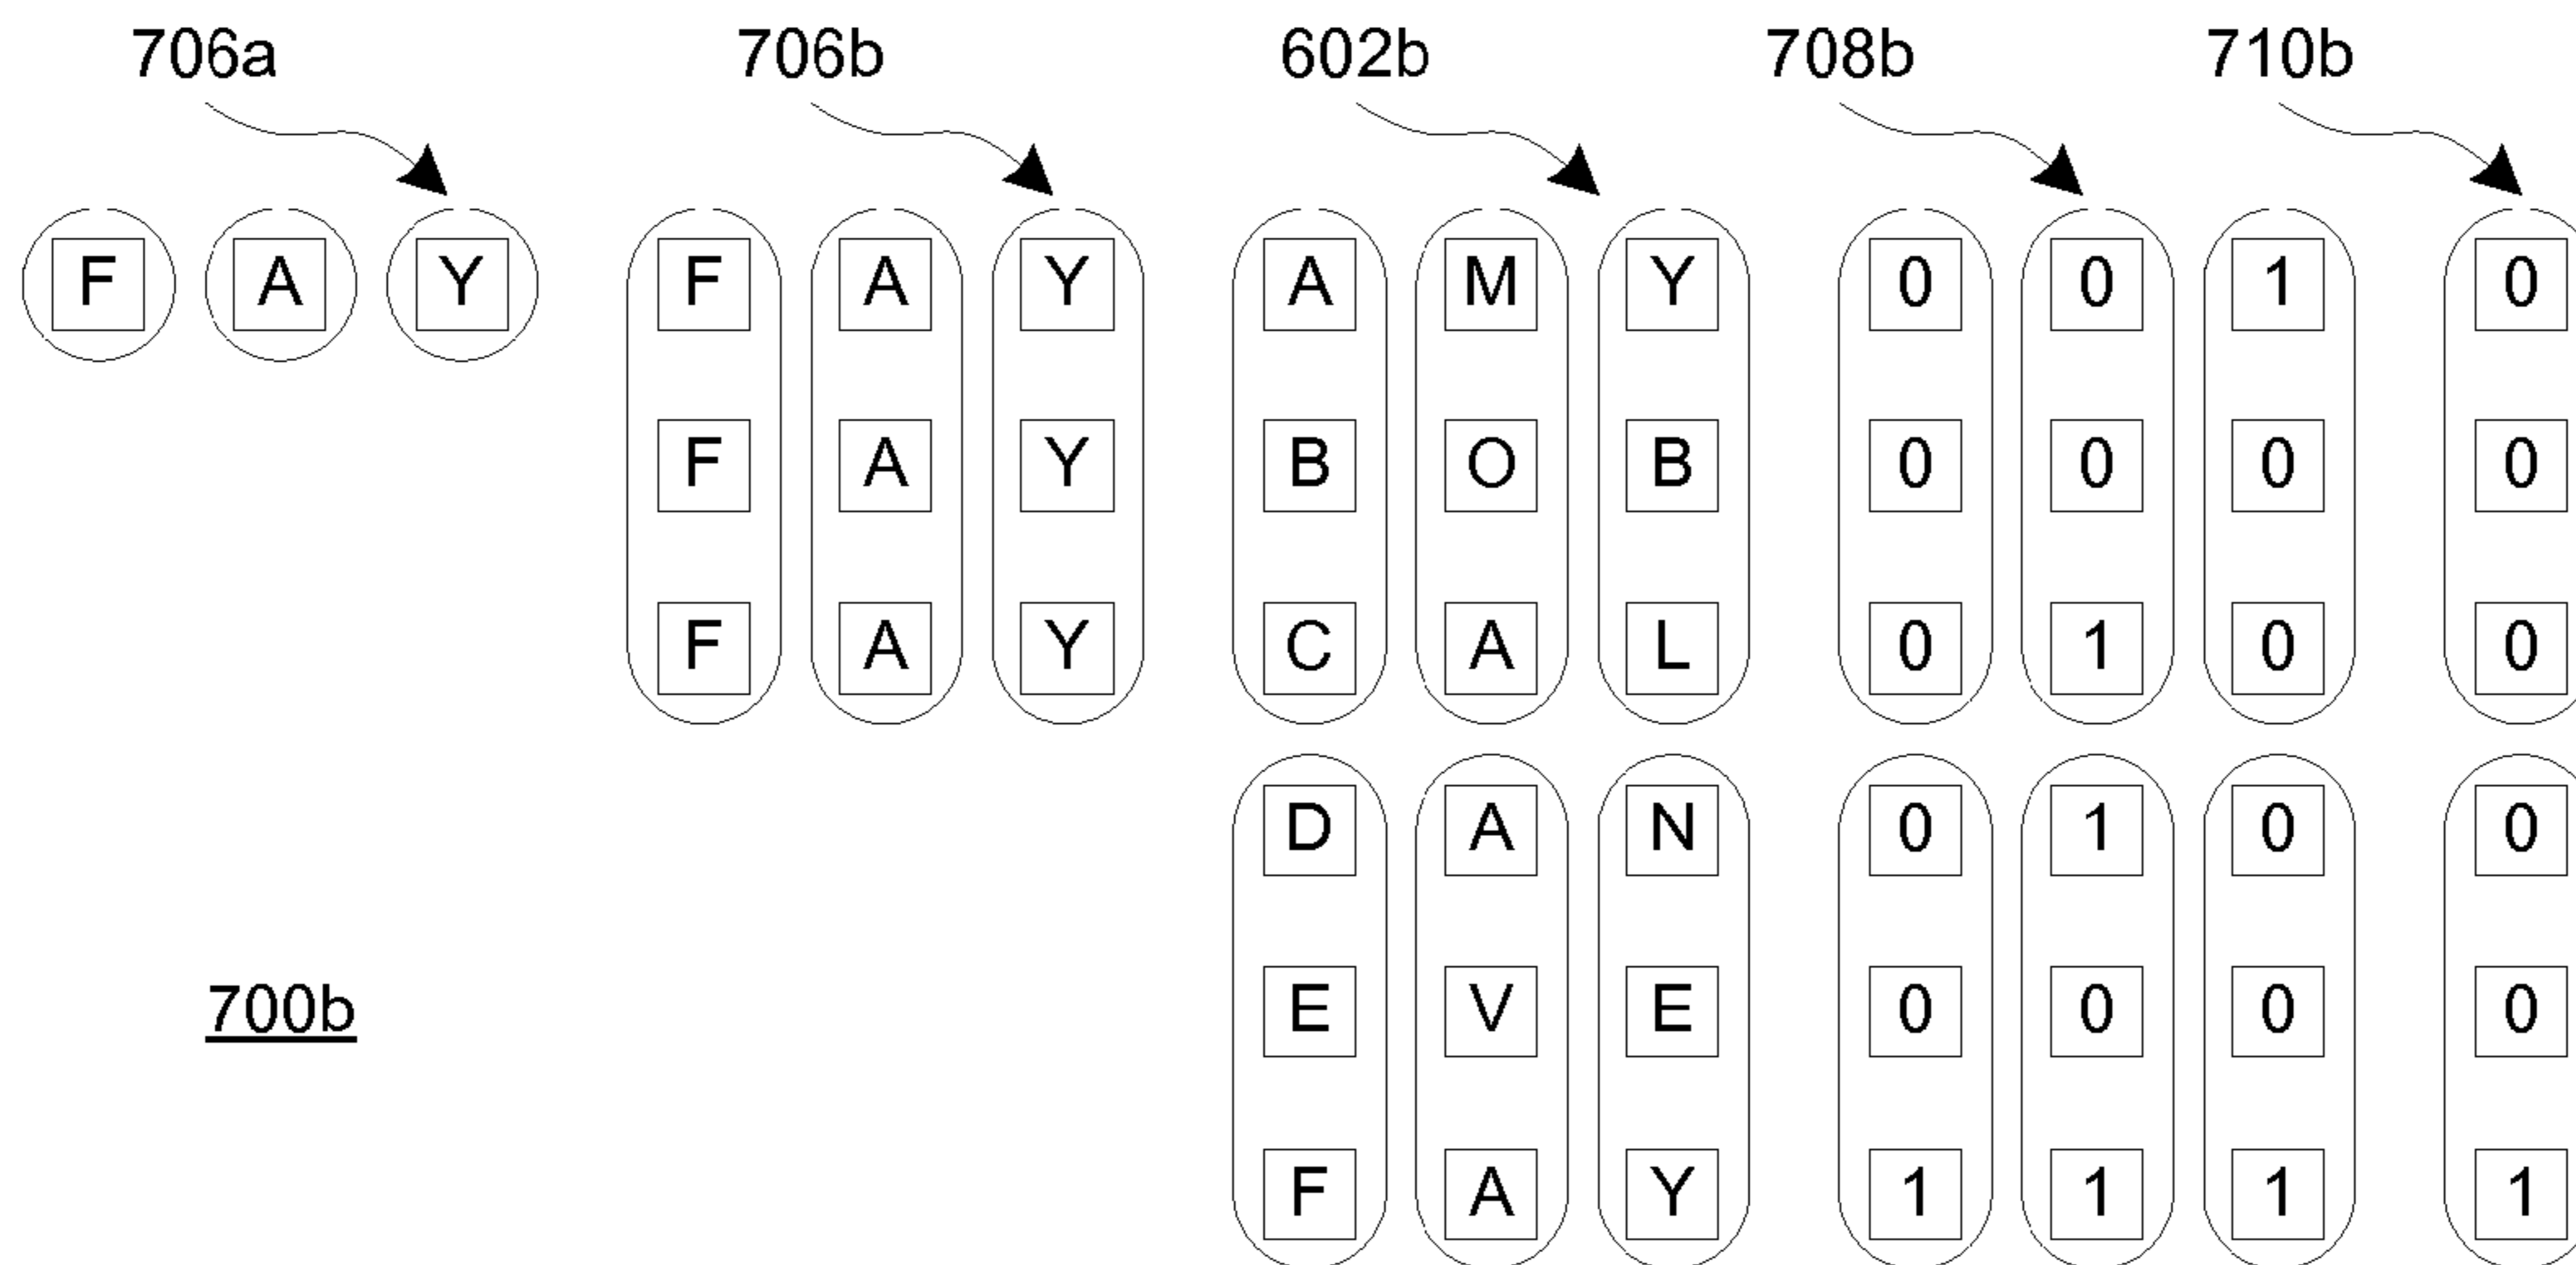 706a 706b 602b 708b 710b
F A Y F A Y A M Y 0 0 1 0
F A Y B O B 0 0 0 0
F A Y C A L 0 1 0 0
D A N 0 1 0 0
700b E V E 0 0 0 0
F A Y 1 1 1 1